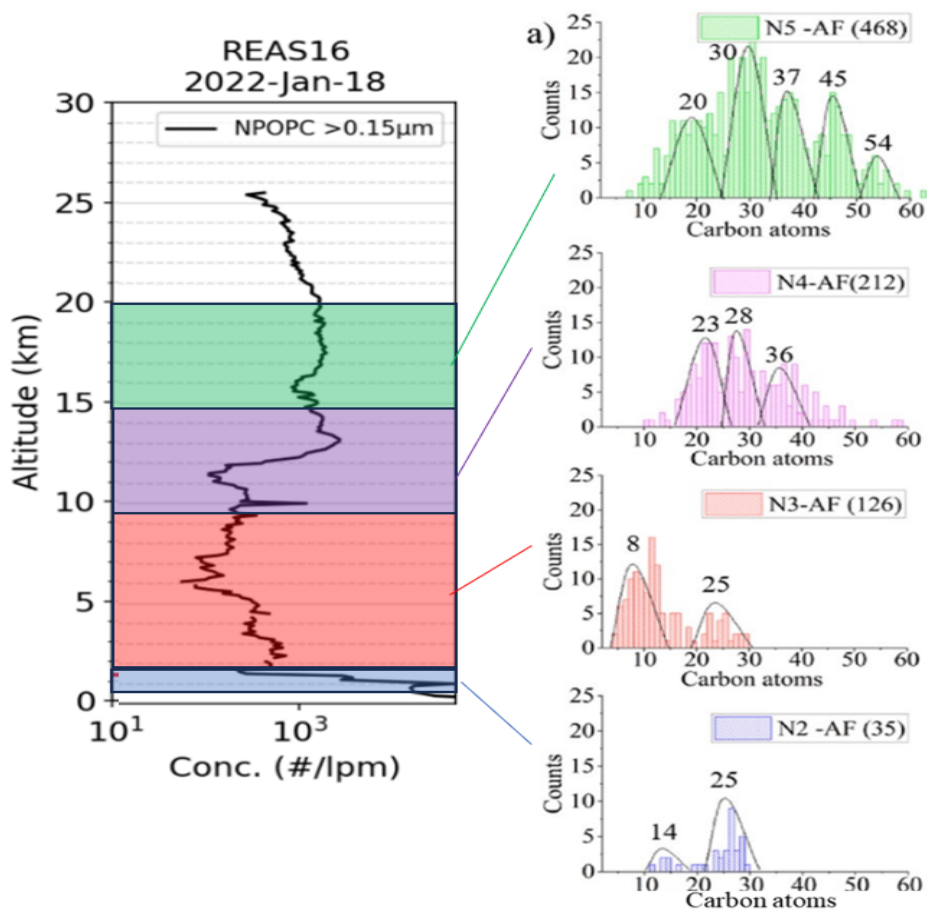 REAS16
2022-Jan-18
NPOPC >0.15μm
30
25
20
15
10
5
0
Altitude (km)
10¹
10³
Conc. (#/lpm)
a)
N5 -AF (468)
25
20
15
10
5
0
Counts
20
30
37
45
54
10 20 30 40 50 60
Carbon atoms
N4-AF(212)
25
20
15
10
5
0
Counts
23
28
36
10 20 30 40 50 60
Carbon atoms
N3-AF (126)
25
20
15
10
5
0
Counts
8
25
10 20 30 40 50 60
Carbon atoms
N2 -AF (35)
25
20
15
10
5
0
Counts
14
25
10 20 30 40 50 60
Carbon atoms